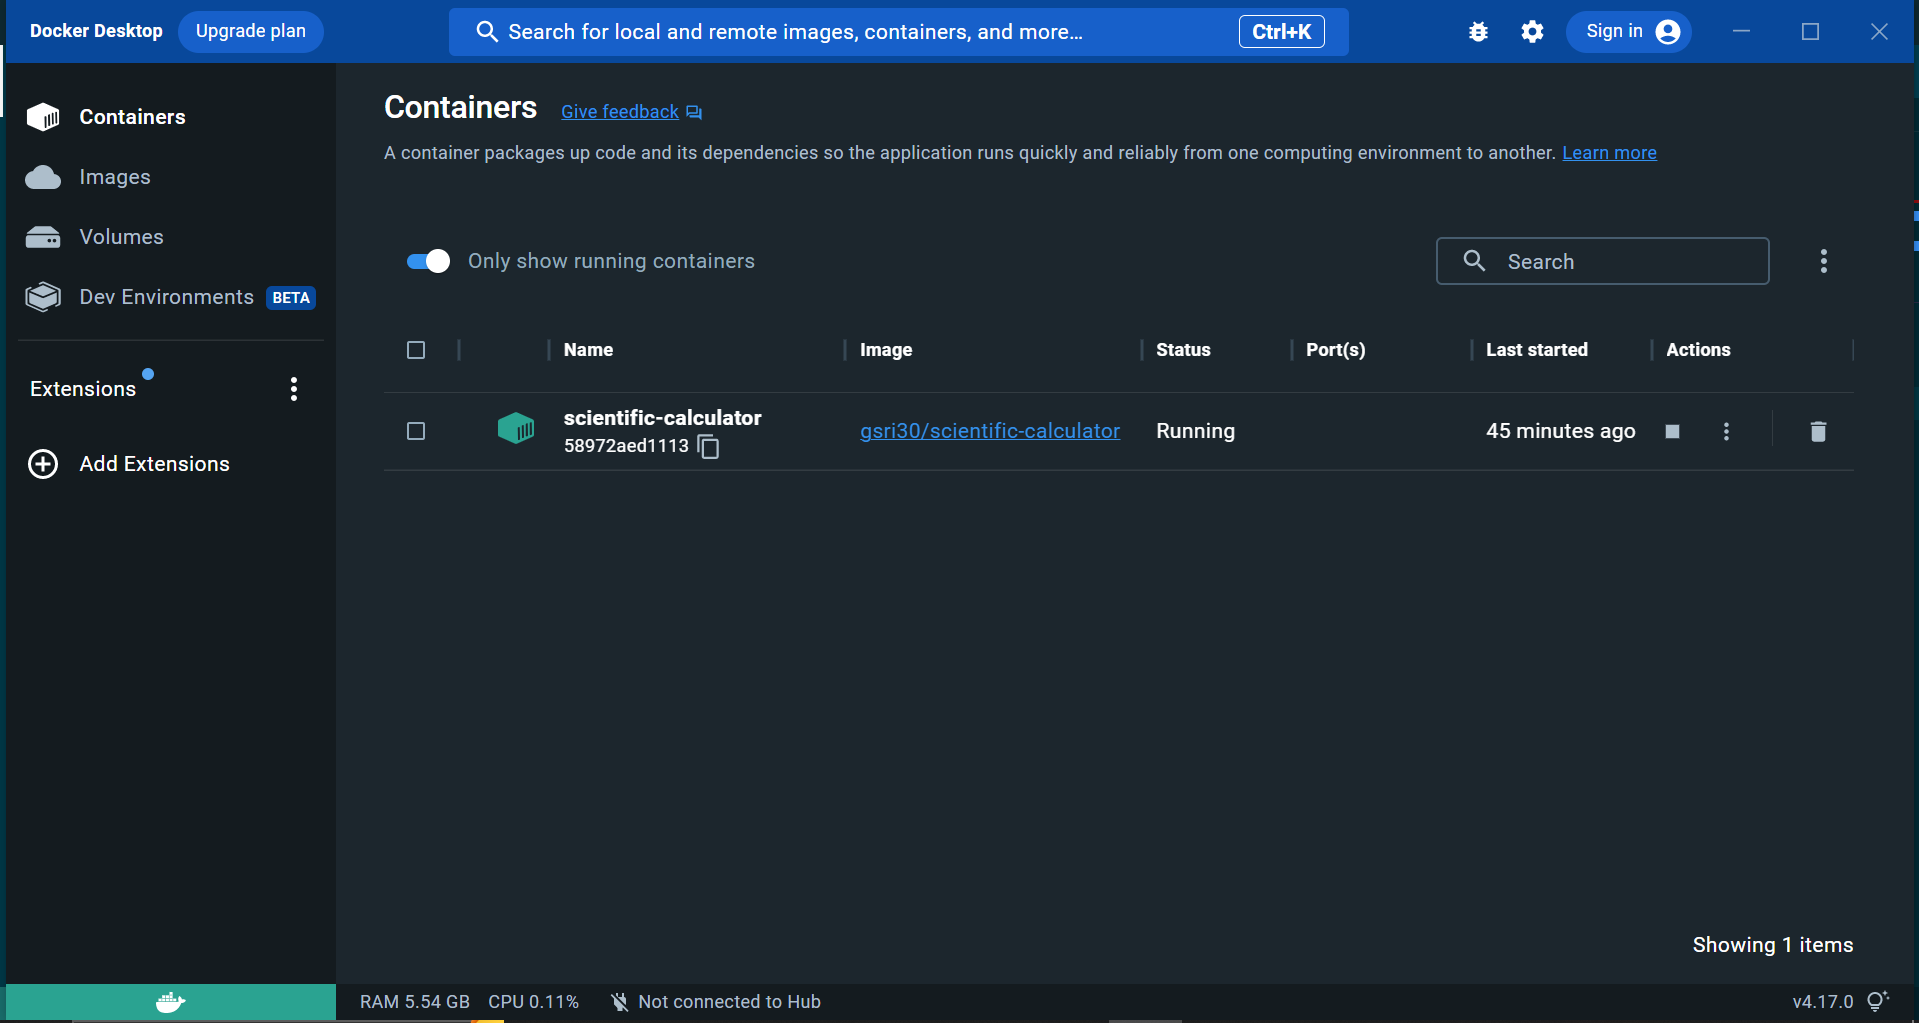 Docker Desktop
Upgrade plan
Search for local and remote images, containers, and more...
Ctrl+K
Sign in
Containers
Images
Volumes
Dev Environments BETA
Extensions
Add Extensions
Containers
Give feedback
A container packages up code and its dependencies so the application runs quickly and reliably from one computing environment to another. Learn more
Only show running containers
Search
Name Image Status Port(s) Last started Actions
scientific-calculator
58972aed1113
gsri30/scientific-calculator
Running
45 minutes ago
Showing 1 items
RAM 5.54 GB CPU 0.11% Not connected to Hub
v4.17.0